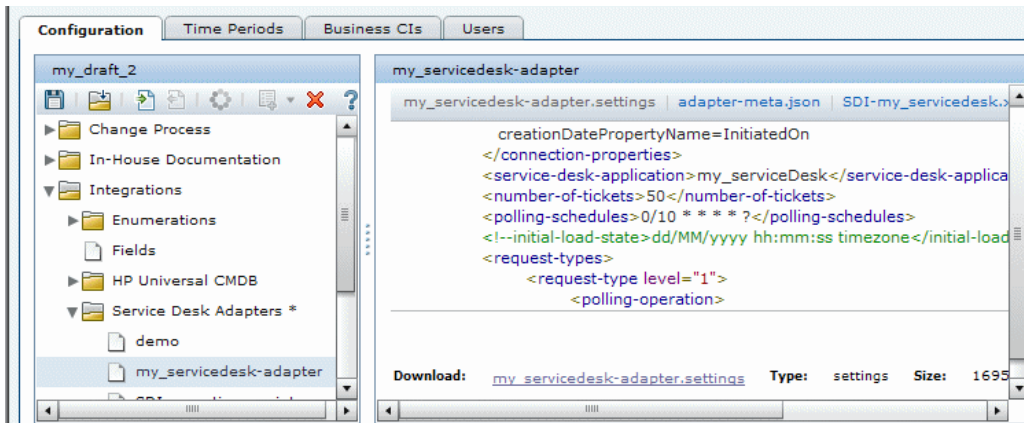 Configuration Time Periods Business CIs Users
my_draft_2
?
Change Process
In-House Documentation
Integrations
Enumerations
Fields
HP Universal CMDB
Service Desk Adapters *
demo
my_servicedesk-adapter
my_servicedesk-adapter
my_servicedesk-adapter.settings | adapter-meta.json | SDI-my_servicedesk.x
creationDatePropertyName=InitiatedOn
</connection-properties>
<service-desk-application>my_serviceDesk</service-desk-applica
<number-of-tickets>50</number-of-tickets>
<polling-schedules>0/10 * * * * ?</polling-schedules>
<!--initial-load-state>dd/MM/yyyy hh:mm:ss timezone</initial-load
<request-types>
<request-type level="1">
<polling-operation>
Download: my_servicedesk-adapter.settings Type: settings Size: 1695